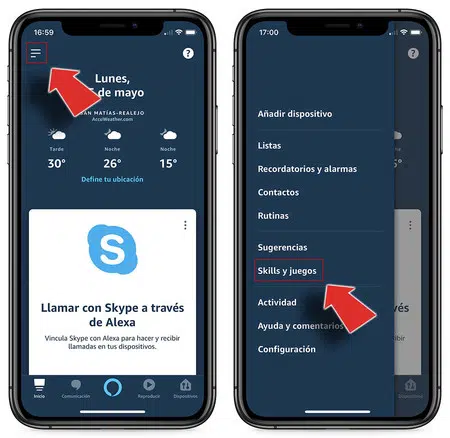 16:59
?
Lunes,
de mayo
AN MATÍAS-REALEJO
AccuWeather.com
Tarde Noche Noche
30° 26° 15°
Define tu ubicación
S
Llamar con Skype a través
de Alexa
Vincula Skype con Alexa para hacer y recibir
llamadas en tus dispositivos.
Inicio Comunicación Reproducir Dispositivos
17:00
?
Añadir dispositivo
Listas
Recordatorios y alarmas
Contactos
Rutinas
Sugerencias
Skills y juegos
Actividad
Ayuda y comentarios
Configuración
Dispositivos